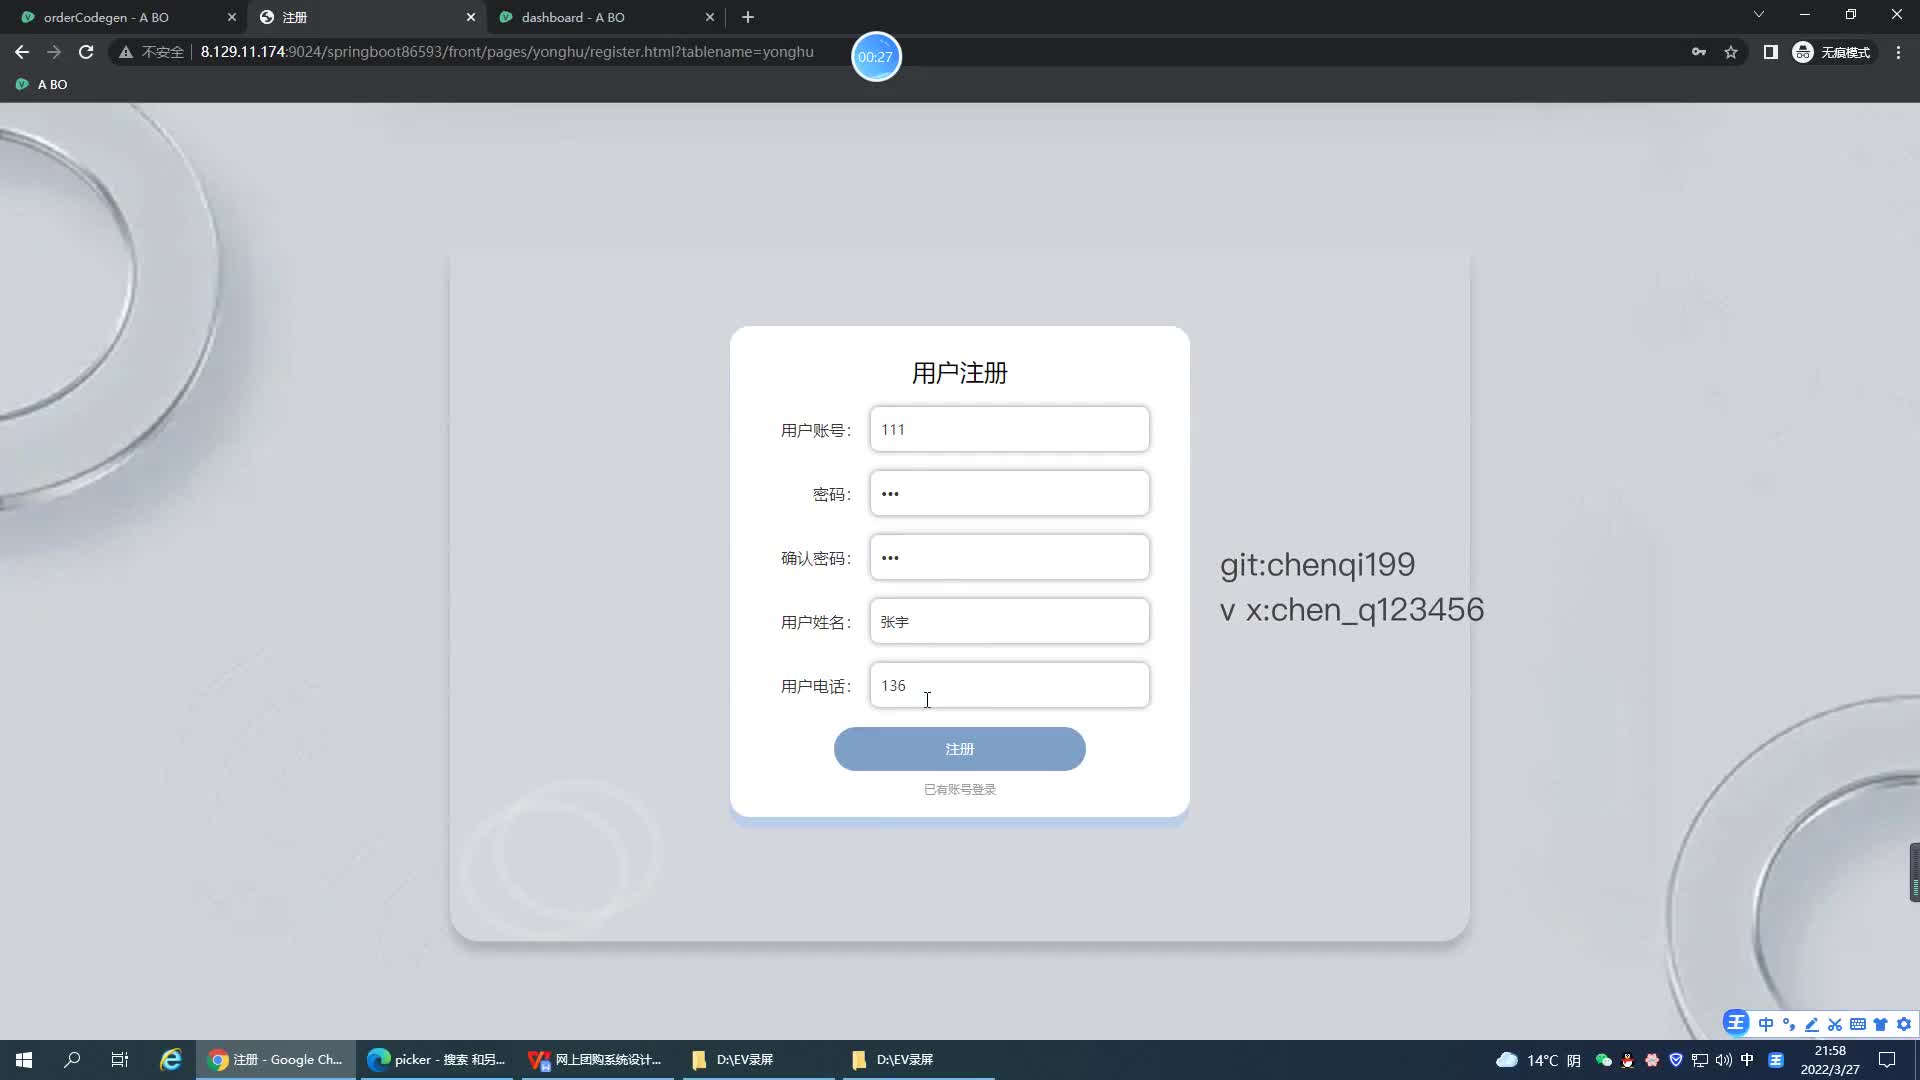 orderCodegen - A BO
注册
dashboard - A BO
不安全
8.129.11.174:9024/springboot86593/front/pages/yonghu/register.html?tablename=yonghu
00:27
无痕模式
A BO
用户注册
用户账号：
111
密码：
•••
确认密码：
•••
用户姓名：
张宇
用户电话：
136
注册
已有账号登录
git:chenqi199
v x:chen_q123456
王 中
注册 - Google Ch...
picker - 搜索 和另...
网上团购系统设计...
D:\EV录屏
D:\EV录屏
14°C 阴
中
王
21:58
2022/3/27